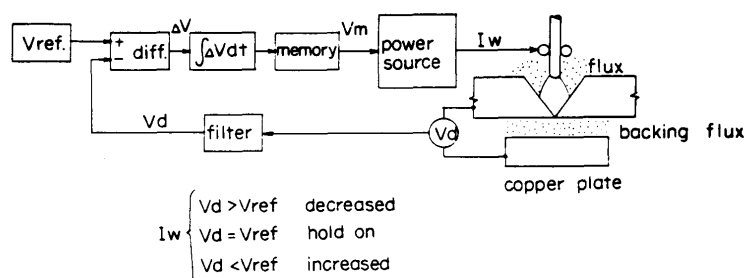 Vref.
+
−
diff.
ΔV
∫ΔVdt
memory
Vm
power
source
Iw
flux
Vd
filter
Vd
backing flux
copper plate
Iw { Vd > Vref decreased
Vd = Vref hold on
Vd < Vref increased